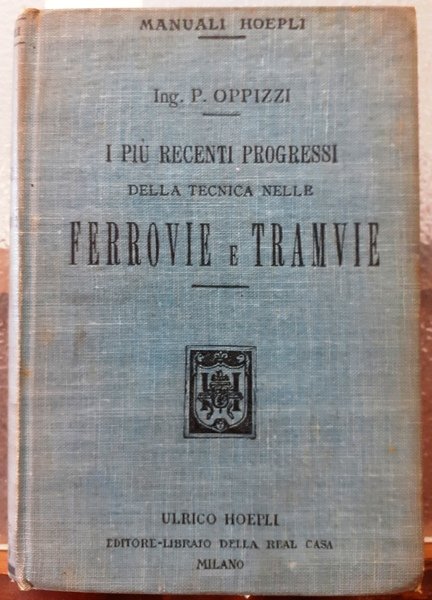 MANUALI HOEPLI
Ing. P. OPPIZZI
I PIÙ RECENTI PROGRESSI
DELLA TECNICA NELLE
FERROVIE E TRAMVIE
ULRICO HOEPLI
EDITORE-LIBRAIO DELLA REAL CASA
MILANO